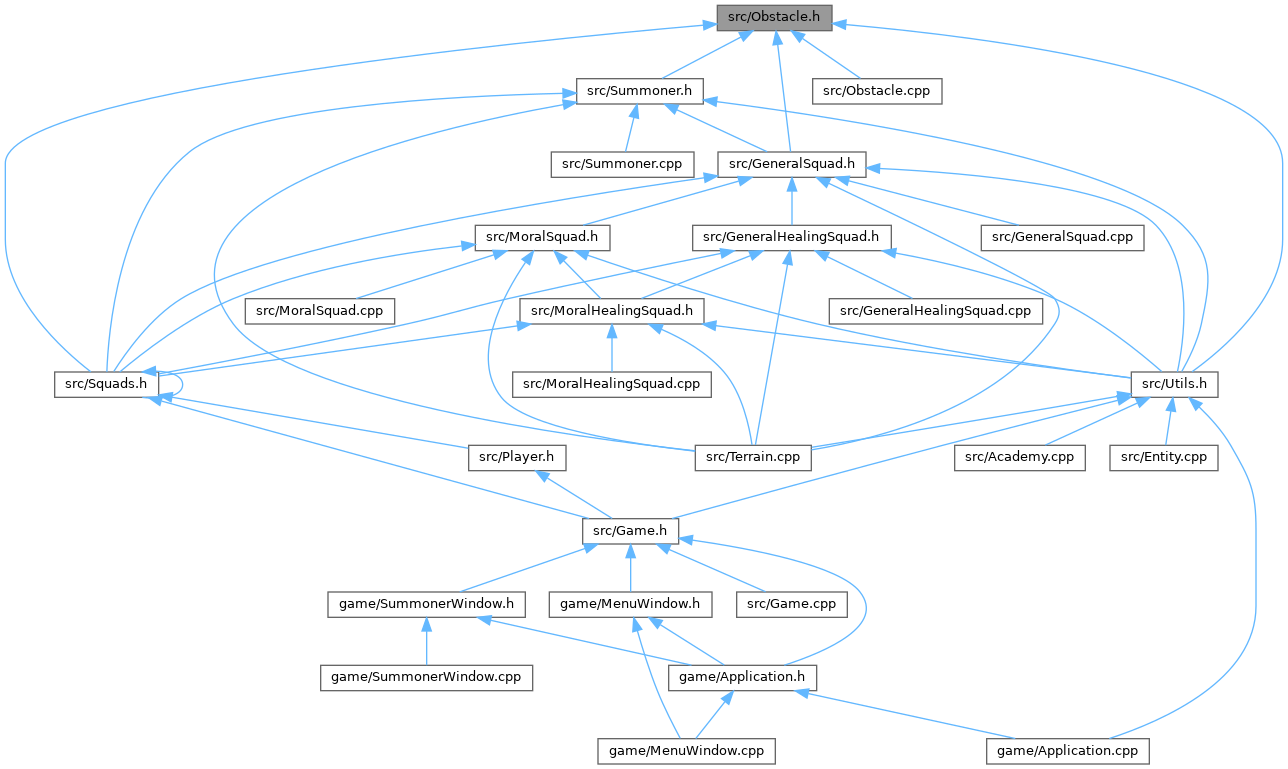 src/Obstacle.h
src/Summoner.h
src/Obstacle.cpp
src/Summoner.cpp
src/GeneralSquad.h
src/MoralSquad.h
src/GeneralHealingSquad.h
src/GeneralSquad.cpp
src/MoralSquad.cpp
src/MoralHealingSquad.h
src/GeneralHealingSquad.cpp
src/Squads.h
src/MoralHealingSquad.cpp
src/Utils.h
src/Player.h
src/Terrain.cpp
src/Academy.cpp
src/Entity.cpp
src/Game.h
game/SummonerWindow.h
game/MenuWindow.h
src/Game.cpp
game/SummonerWindow.cpp
game/Application.h
game/MenuWindow.cpp
game/Application.cpp